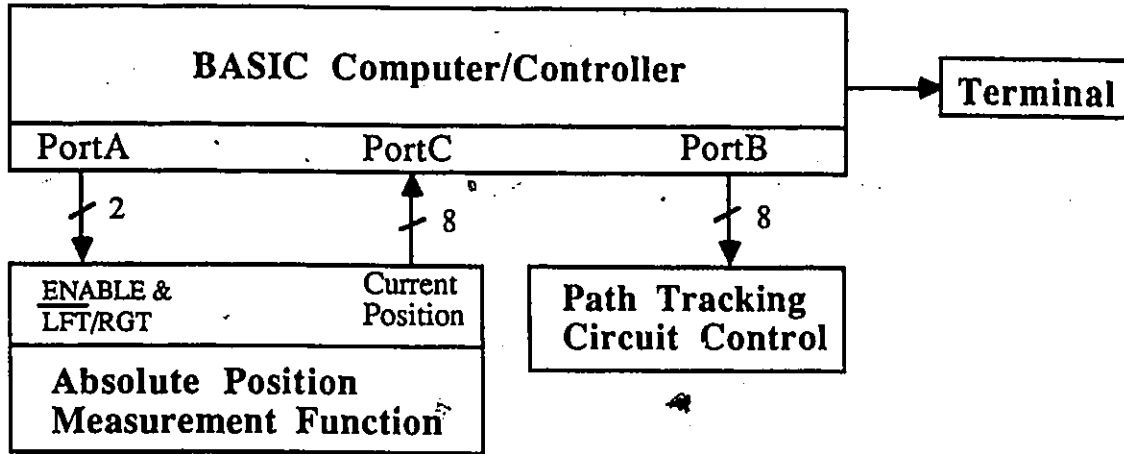 BASIC Computer/Controller
Terminal
PortA
PortC
PortB
2
8
8
ENABLE &
LFT/RGT
Current
Position
Path Tracking
Circuit Control
Absolute Position
Measurement Function